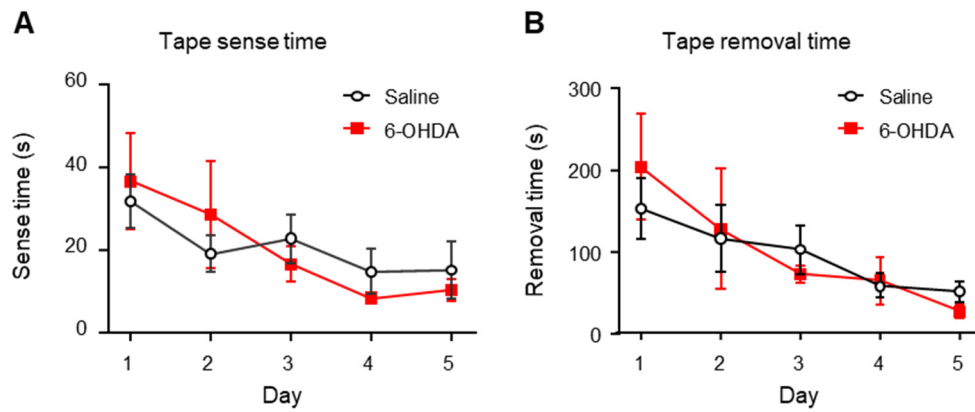 A
Tape sense time
Sense time (s)
60
40
20
0
Saline
6-OHDA
1 2 3 4 5
Day
B
Tape removal time
Removal time (s)
300
200
100
0
Saline
6-OHDA
1 2 3 4 5
Day